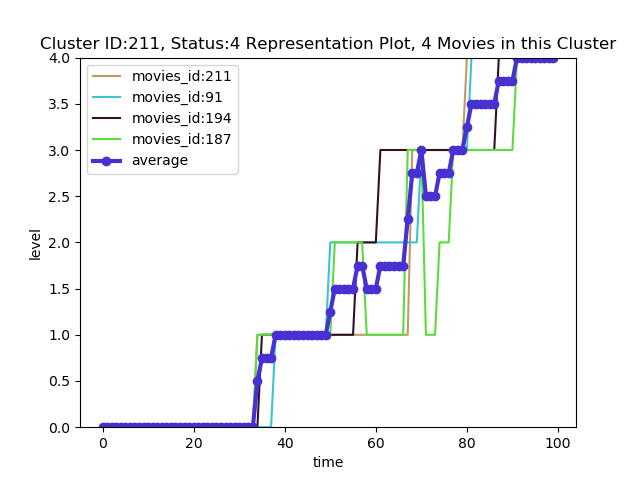 Cluster ID:211, Status:4 Representation Plot, 4 Movies in this Cluster
movies_id:211
movies_id:91
movies_id:194
movies_id:187
average
4.0
3.5
3.0
2.5
2.0
1.5
1.0
0.5
0.0
level
0 20 40 60 80 100
time